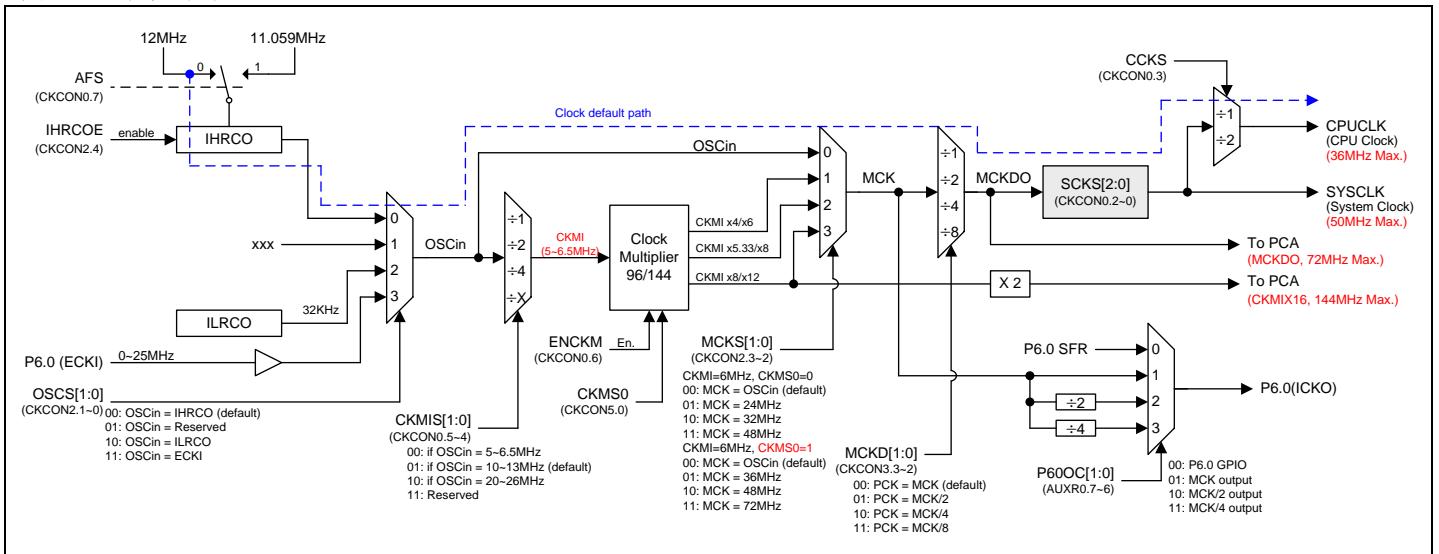 12MHz
11.059MHz
0
1
AFS
(CKCON0.7)
IHRCOE
(CKCON2.4)
enable
IHRCO
Clock default path
xxx
ILRCO
32KHz
P6.0 (ECKI)
0~25MHz
0
1
2
3
OSCin
OSCS[1:0]
(CKCON2.1~0)
00: OSCin = IHRCO (default)
01: OSCin = Reserved
10: OSCin = ILRCO
11: OSCin = ECKI
÷1
÷2
÷4
÷X
CKMIS[1:0]
(CKCON0.5~4)
00: if OSCin = 5~6.5MHz
01: if OSCin = 10~13MHz (default)
10: if OSCin = 20~26MHz
11: Reserved
CKMI
(5~6.5MHz)
Clock
Multiplier
96/144
ENCKM
(CKCON0.6)
En.
CKMS0
(CKCON5.0)
OSCin
CKMI x4/x6
CKMI x5.33/x8
CKMI x8/x12
0
1
2
3
MCK
MCKS[1:0]
(CKCON2.3~2)
CKMI=6MHz, CKMS0=0
00: MCK = OSCin (default)
01: MCK = 24MHz
10: MCK = 32MHz
11: MCK = 48MHz
CKMI=6MHz, CKMS0=1
00: MCK = OSCin (default)
01: MCK = 36MHz
10: MCK = 48MHz
11: MCK = 72MHz
÷1
÷2
÷4
÷8
MCKDO
MCKD[1:0]
(CKCON3.3~2)
00: PCK = MCK (default)
01: PCK = MCK/2
10: PCK = MCK/4
11: PCK = MCK/8
SCKS[2:0]
(CKCON0.2~0)
CCKS
(CKCON0.3)
÷1
÷2
CPUCLK
(CPU Clock)
(36MHz Max.)
SYSCLK
(System Clock)
(50MHz Max.)
To PCA
(MCKDO, 72MHz Max.)
X 2
To PCA
(CKMIX16, 144MHz Max.)
P6.0 SFR
÷2
÷4
0
1
2
3
P6.0(ICKO)
P60OC[1:0]
(AUXR0.7~6)
00: P6.0 GPIO
01: MCK output
10: MCK/2 output
11: MCK/4 output